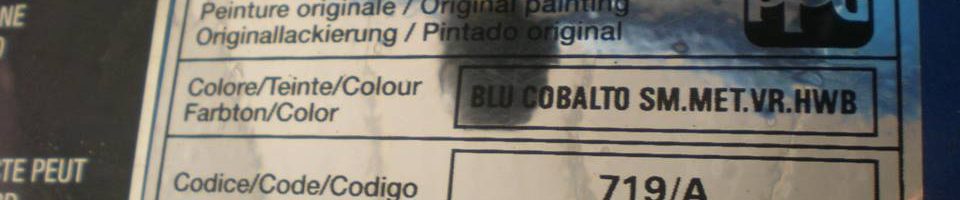 NE
Peinture originale / Original painting
Originallackierung / Pintado original
ppg
Colore/Teinte/Colour
Farbton/Color
BLU COBALTO SM.MET.VR.HWB
TE PEUT
Codice/Code/Codigo
719/A